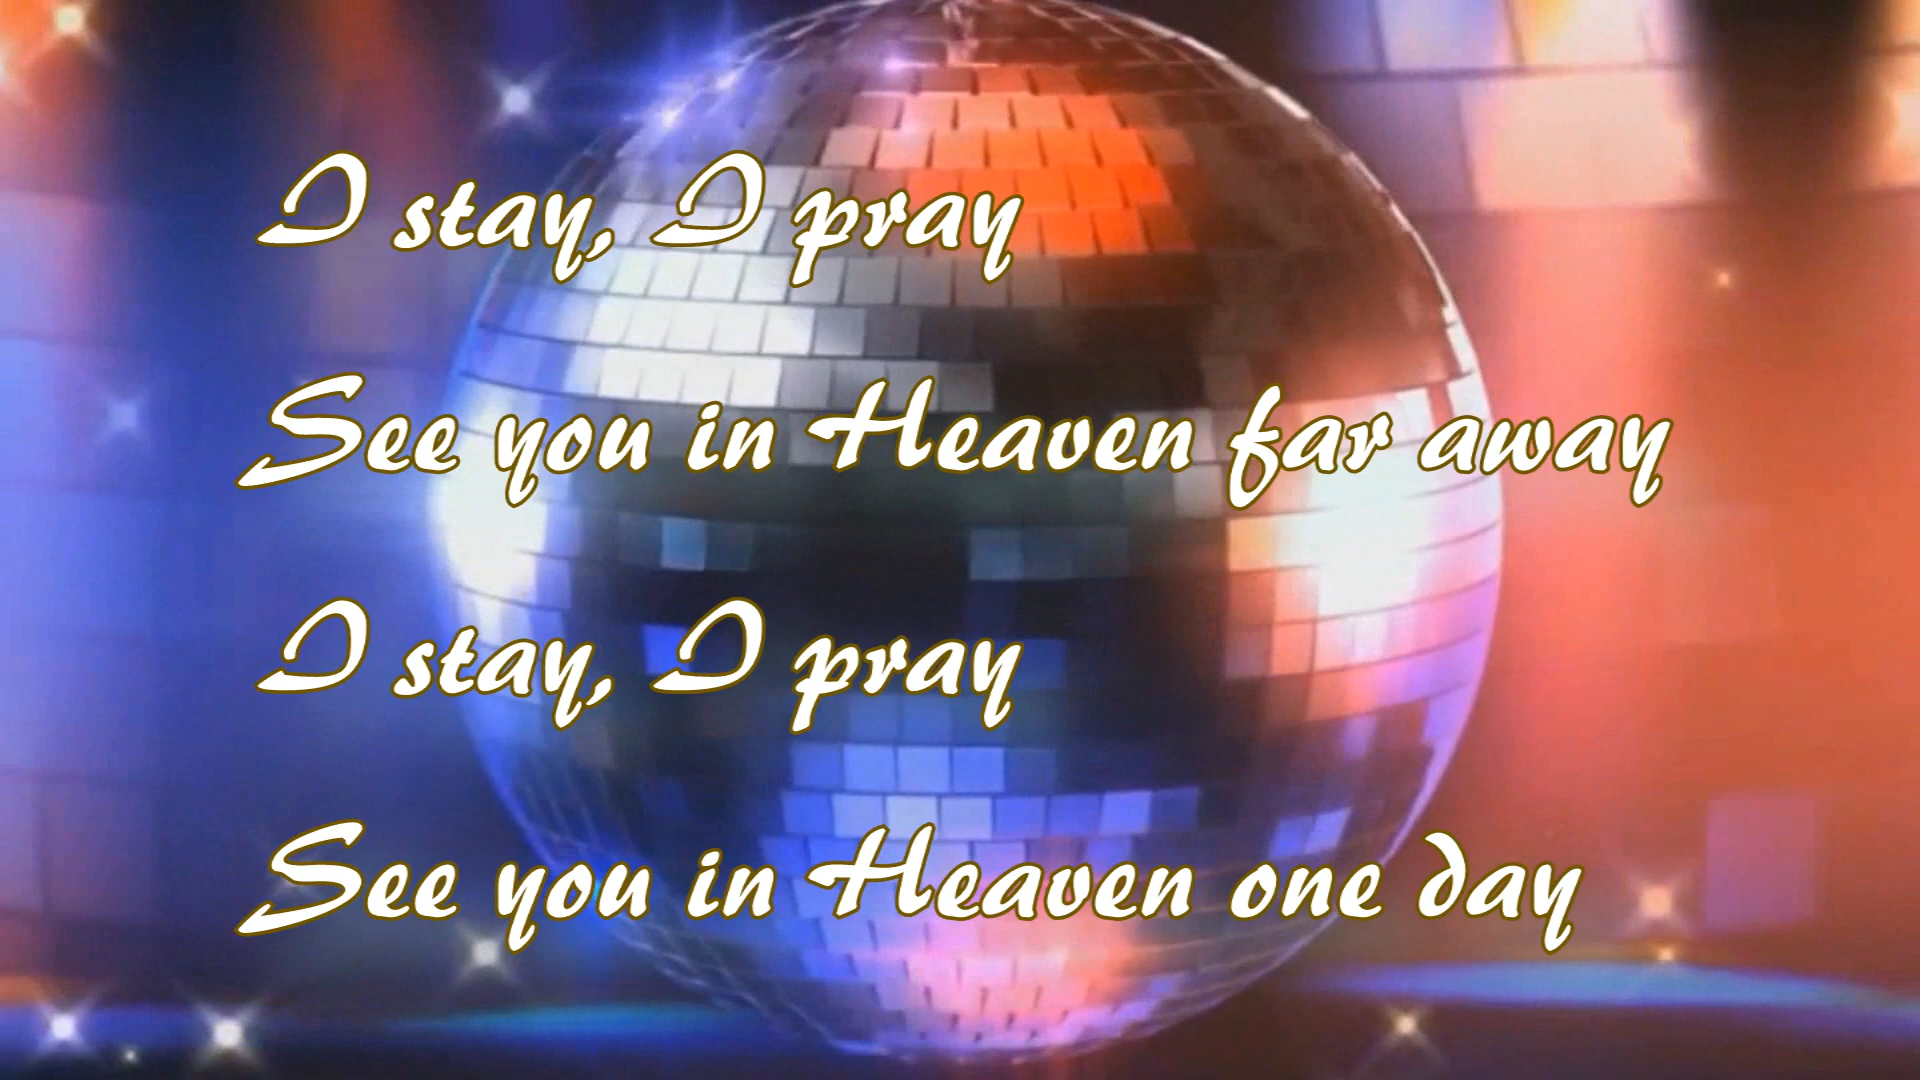 I stay, I pray
See you in Heaven far away
I stay, I pray
See you in Heaven one day